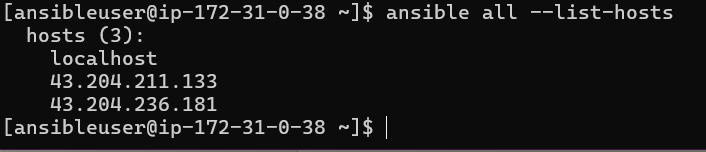 [ansibleuser@ip-172-31-0-38 ~]$ ansible all --list-hosts
  hosts (3):
    localhost
    43.204.211.133
    43.204.236.181
[ansibleuser@ip-172-31-0-38 ~]$